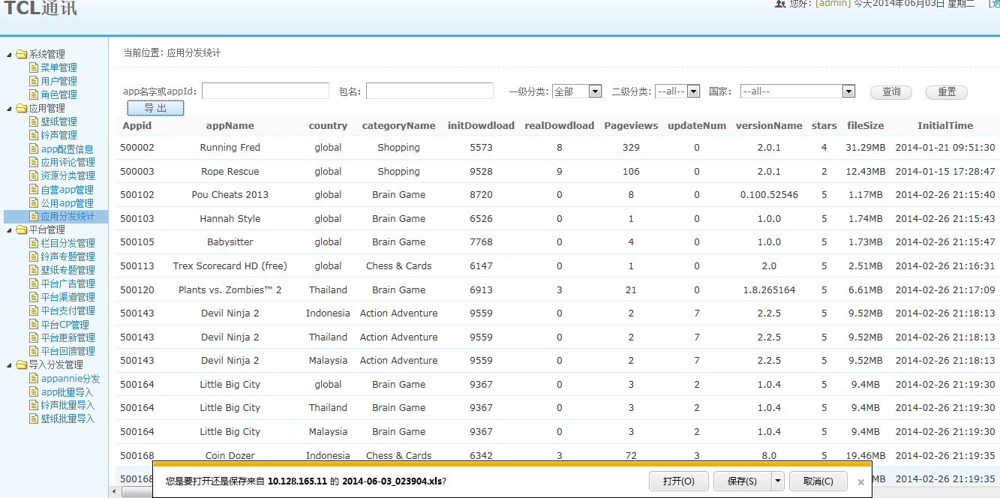 TCL通讯
您好： [admin] 今天2014年06月03日 星期二 [退
系统管理
菜单管理
用户管理
角色管理
应用管理
壁纸管理
铃声管理
app配置信息
应用评论管理
资源分类管理
自营app管理
公用app管理
应用分发统计
平台管理
栏目分发管理
铃声专题管理
壁纸专题管理
平台广告管理
平台渠道管理
平台支付管理
平台CP管理
平台更新管理
平台回馈管理
导入分发管理
appannie分发
app批量导入
铃声批量导入
壁纸批量导入
当前位置： 应用分发统计
app名字或appId： 包名： 一级分类： 全部 二级分类： --all-- 国家： --all-- 查询 重置
导 出
Appid appName country categoryName initDowdload realDowdload Pageviews updateNum versionName stars fileSize InitialTime
500002 Running Fred global Shopping 5573 8 329 0 2.0.1 4 31.29MB 2014-01-21 09:51:30
500003 Rope Rescue global Shopping 9528 9 106 0 2.0.1 2 12.43MB 2014-01-15 17:28:47
500102 Pou Cheats 2013 global Brain Game 8720 0 8 0 0.100.52546 5 1.17MB 2014-02-26 21:15:40
500103 Hannah Style global Brain Game 6526 0 1 0 1.0.0 5 1.74MB 2014-02-26 21:15:43
500105 Babysitter global Brain Game 7768 0 4 0 1.0.0 5 1.73MB 2014-02-26 21:15:47
500113 Trex Scorecard HD (free) global Chess & Cards 6147 0 1 0 2.0 5 2.51MB 2014-02-26 21:16:31
500120 Plants vs. Zombies™ 2 Thailand Brain Game 6913 3 21 0 1.8.265164 5 6.61MB 2014-02-26 21:17:09
500143 Devil Ninja 2 Indonesia Action Adventure 9559 0 2 7 2.2.5 5 9.52MB 2014-02-26 21:18:13
500143 Devil Ninja 2 Thailand Action Adventure 9559 0 2 7 2.2.5 5 9.52MB 2014-02-26 21:18:13
500143 Devil Ninja 2 Malaysia Action Adventure 9559 0 2 7 2.2.5 5 9.52MB 2014-02-26 21:18:13
500164 Little Big City global Brain Game 9367 0 3 2 1.0.4 5 9.4MB 2014-02-26 21:19:30
500164 Little Big City Thailand Brain Game 9367 0 3 2 1.0.4 5 9.4MB 2014-02-26 21:19:30
500164 Little Big City Malaysia Brain Game 9367 0 3 2 1.0.4 5 9.4MB 2014-02-26 21:19:30
500168 Coin Dozer Indonesia Chess & Cards 6342 3 72 3 8.0 5 19.46MB 2014-02-26 21:19:35
500168 MB 2014-02-26 21:19:35
您是要打开还是保存来自 10.128.165.11 的 2014-06-03_023904.xls? 打开(O) 保存(S) 取消(C) ×